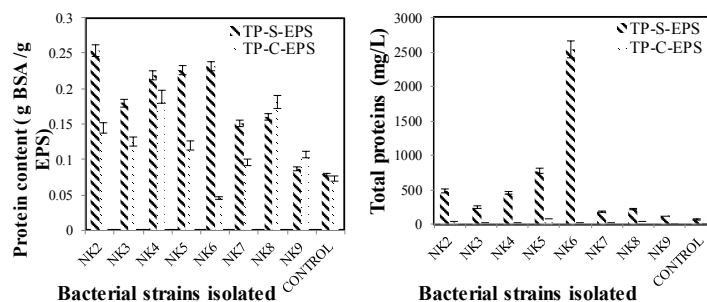 Protein content ( g BSA /g
EPS)
0.3
0.25
0.2
0.15
0.1
0.05
0
TP-S-EPS
TP-C-EPS
NK2
NK3
NK4
NK5
NK6
NK7
NK8
NK9
CONTROL
Bacterial strains isolated
Total proteins (mg/L)
3000
2500
2000
1500
1000
500
0
TP-S-EPS
TP-C-EPS
NK2
NK3
NK4
NK5
NK6
NK7
NK8
NK9
CONTROL
Bacterial strains isolated